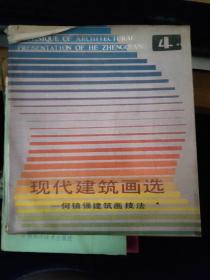 TECHNIQUE OF ARCHITECTURAL
PRESENTATION OF HE ZHENGQIANG
4
现代建筑画选
—何镇强建筑画技法